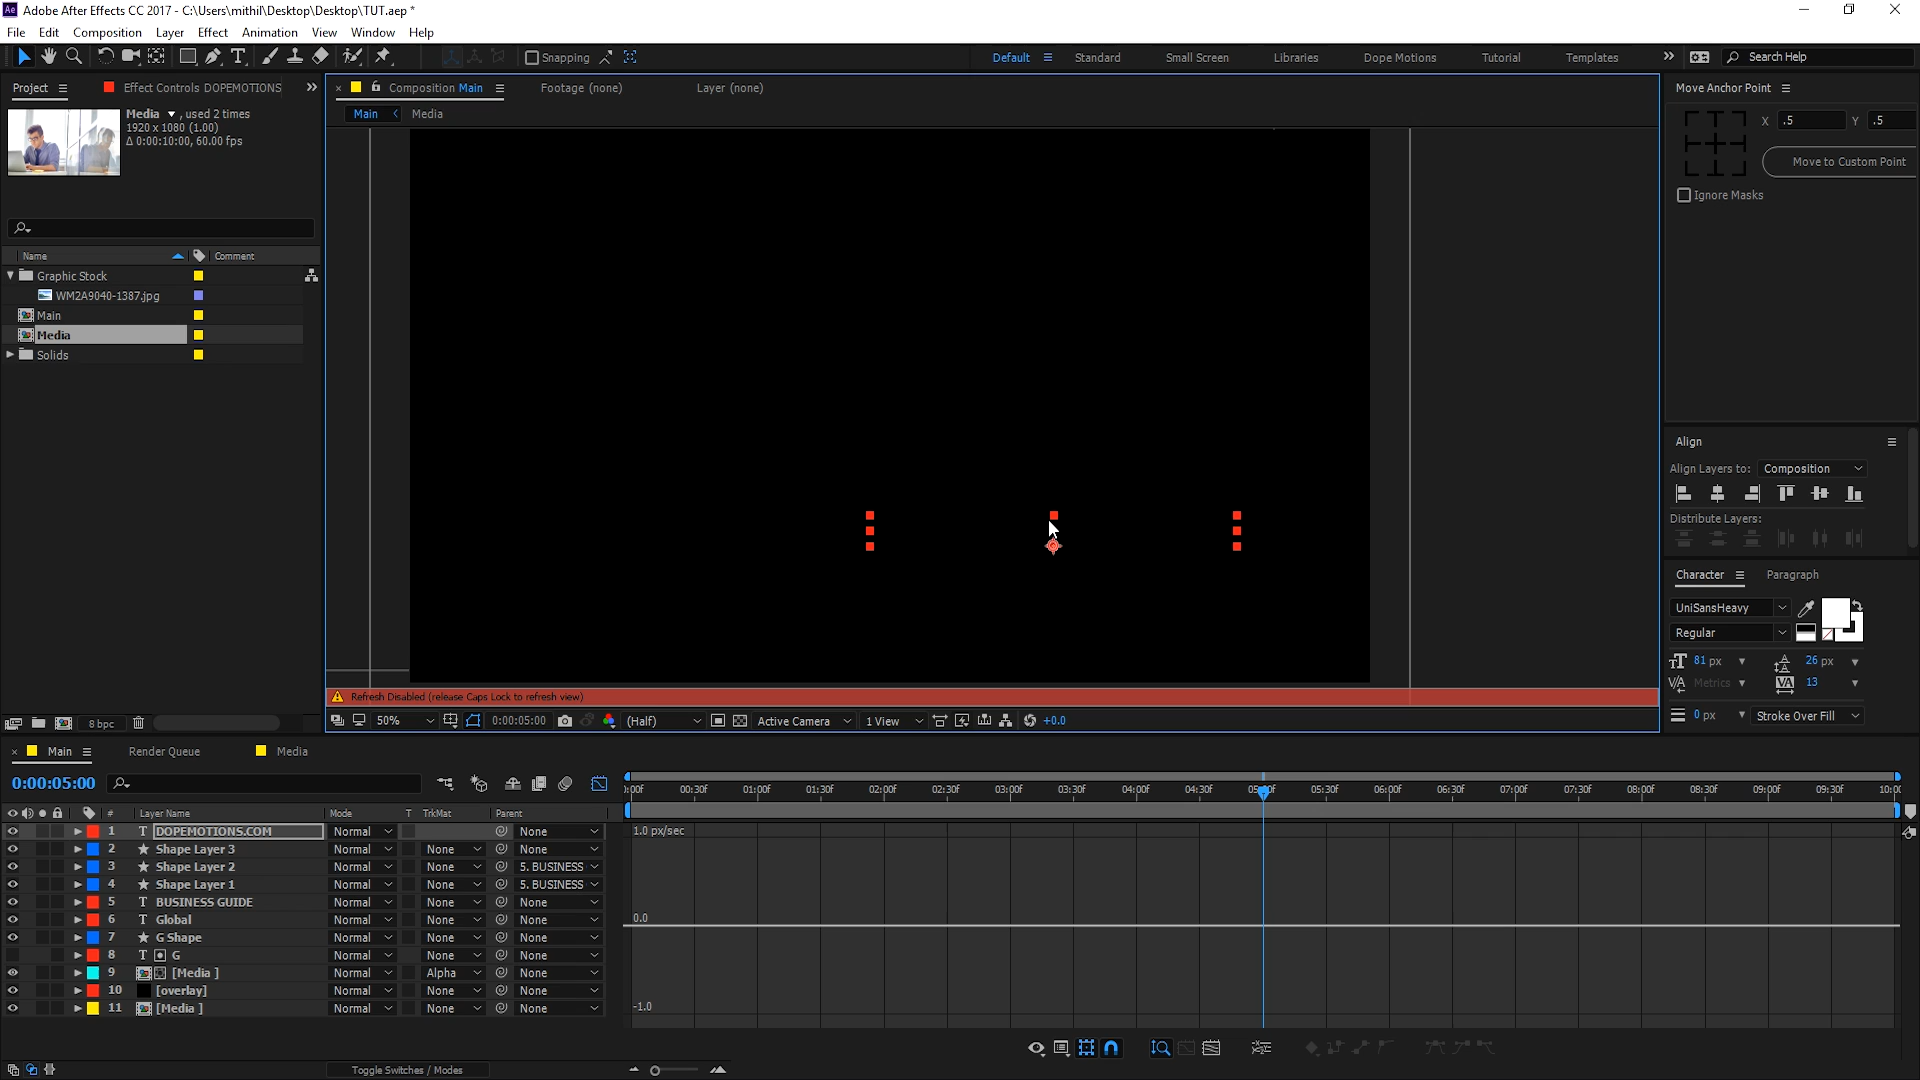 Adobe After Effects CC 2017 - C:\Users\mithil\Desktop\Desktop\TUT.aep *
File Edit Composition Layer Effect Animation View Window Help
Snapping Default Standard Small Screen Libraries Dope Motions Tutorial Templates Search Help
Project Effect Controls DOPEMOTIONS Composition Main Footage (none) Layer (none) Move Anchor Point
Media , used 2 times
1920 x 1080 (1.00)
Δ 0:00:10:00, 60.00 fps
Main Media
X .5 Y .5
Move to Custom Point
Ignore Masks
Name Comment
Graphic Stock
WM2A9040-1387.jpg
Main
Media
Solids
Align
Align Layers to: Composition
Distribute Layers:
Character Paragraph
UniSansHeavy
Regular
81 px 26 px
Metrics 13
0 px Stroke Over Fill
Refresh Disabled (release Caps Lock to refresh view)
8 bpc 50% 0:00:05:00 (Half) Active Camera 1 View +0.0
Main Render Queue Media
0:00:05:00
:00f 00:30f 01:00f 01:30f 02:00f 02:30f 03:00f 03:30f 04:00f 04:30f 05:00f 05:30f 06:00f 06:30f 07:00f 07:30f 08:00f 08:30f 09:00f 09:30f 10:00
# Layer Name Mode T TrkMat Parent
1 T DOPEMOTIONS.COM Normal None
2 Shape Layer 3 Normal None None
3 Shape Layer 2 Normal None 5. BUSINESS
4 Shape Layer 1 Normal None 5. BUSINESS
5 T BUSINESS GUIDE Normal None None
6 T Global Normal None None
7 G Shape Normal None None
8 T G Normal None None
9 [Media ] Normal Alpha None
10 [overlay] Normal None None
11 [Media ] Normal None None
1.0 px/sec
0.0
-1.0
Toggle Switches / Modes